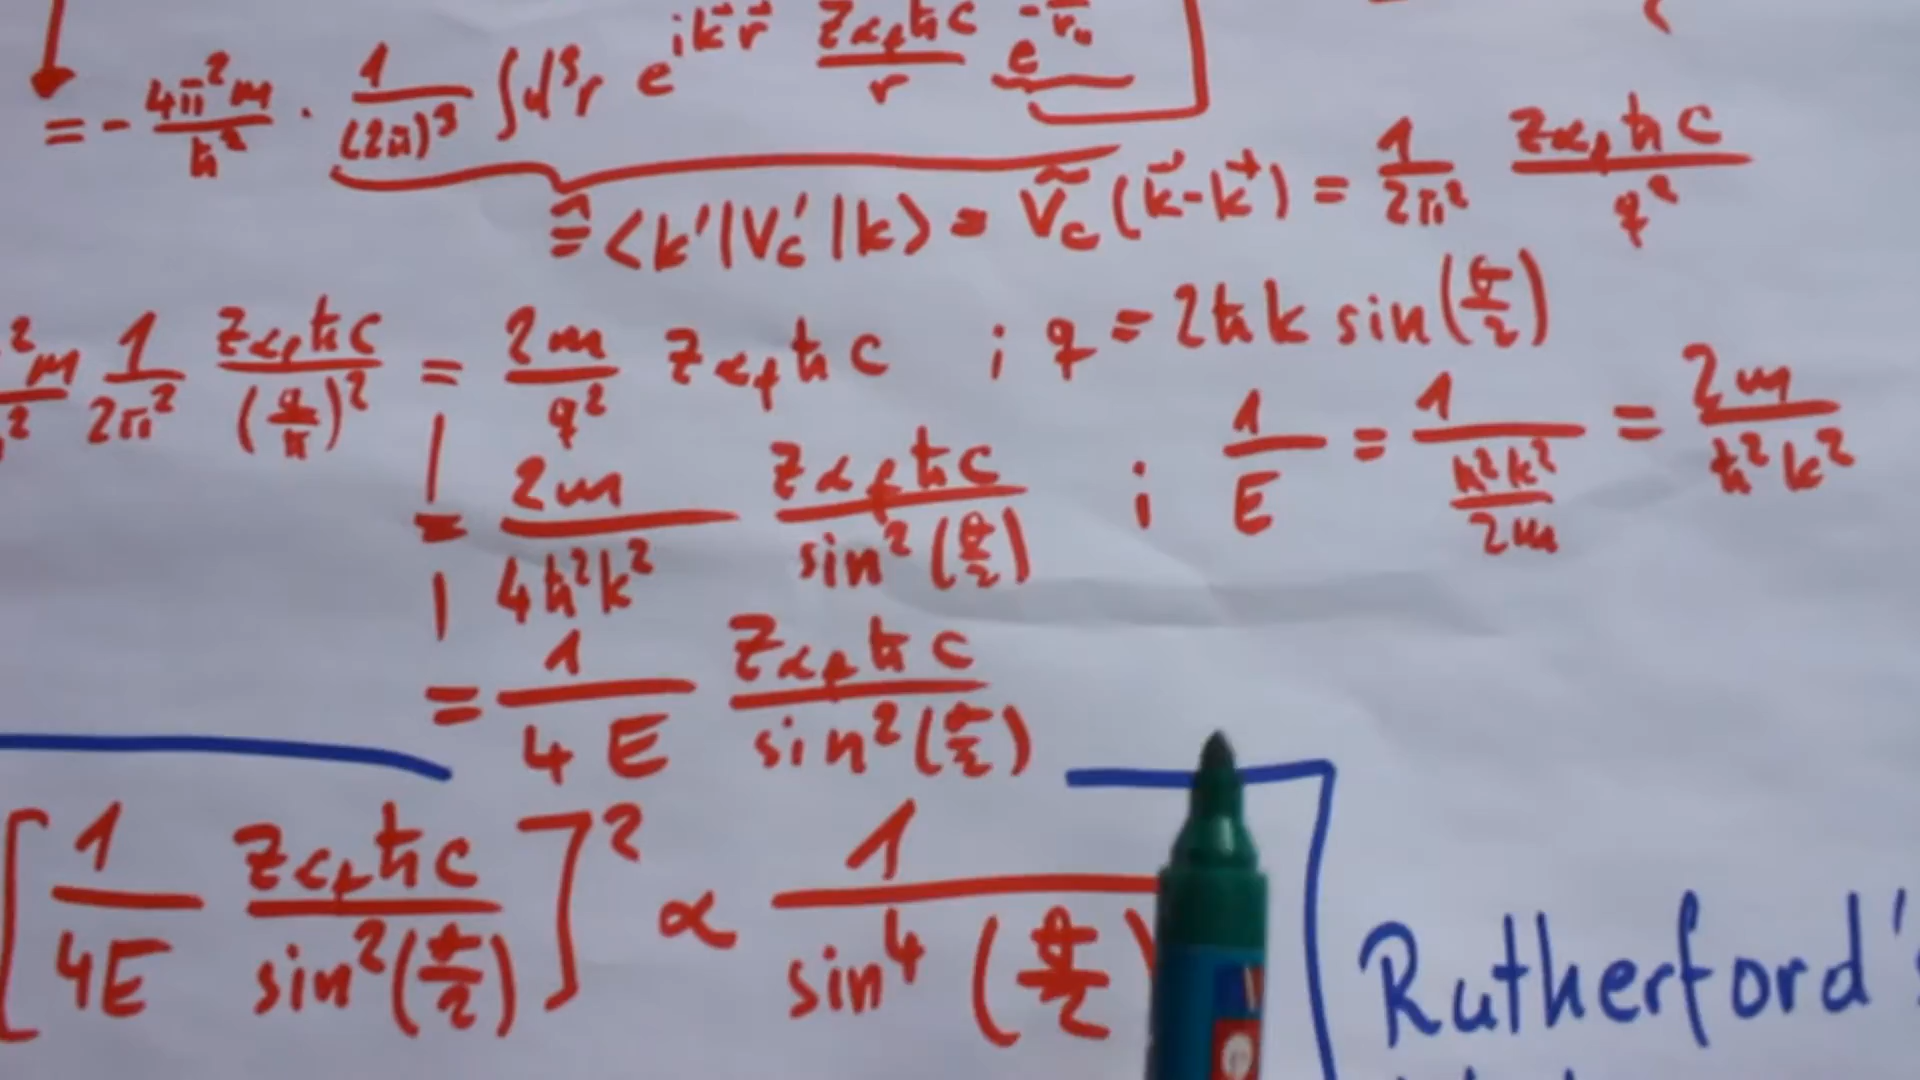 = - 4π²m/ħ² · 1/(2π)³ ∫d³r e^{ik⃗r⃗} Zα_f ħc/r e^{-r/r₀}
≙ <k'|V_c'|k> = Ṽ_c (k⃗'-k⃗) = 1/2π² Zα_f ħc/q²
²m/² 1/2π² Zα_f ħc/(q/ħ)² = 2m/q² Zα_f ħc ; q = 2ħk sin(θ/2)
= 2m/4ħ²k² Zα_f ħc/sin²(θ/2) ; 1/E = 1/(ħ²k²/2m) = 2m/ħ²k²
= 1/4E Zα_f ħc/sin²(θ/2)
[1/4E Zα_f ħc/sin²(θ/2)]² ∝ 1/sin⁴(θ/2)
Rutherford's